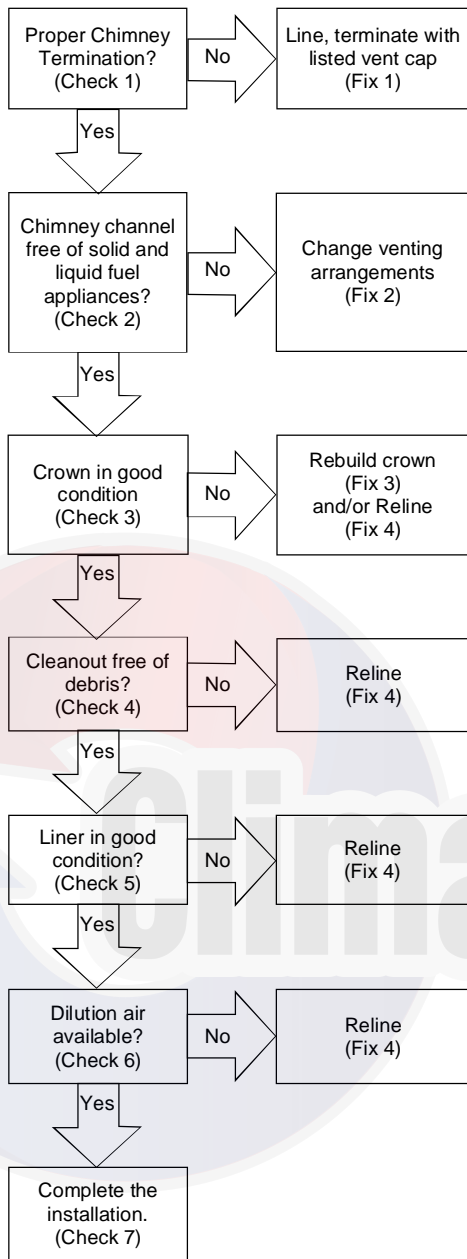 Proper Chimney
Termination?
(Check 1)
No
Line, terminate with
listed vent cap
(Fix 1)
Yes
Chimney channel
free of solid and
liquid fuel
appliances?
(Check 2)
No
Change venting
arrangements
(Fix 2)
Yes
Crown in good
condition
(Check 3)
No
Rebuild crown
(Fix 3)
and/or Reline
(Fix 4)
Yes
Cleanout free of
debris?
(Check 4)
No
Reline
(Fix 4)
Yes
Liner in good
condition?
(Check 5)
No
Reline
(Fix 4)
Yes
Dilution air
available?
(Check 6)
No
Reline
(Fix 4)
Yes
Complete the
installation.
(Check 7)
Clima